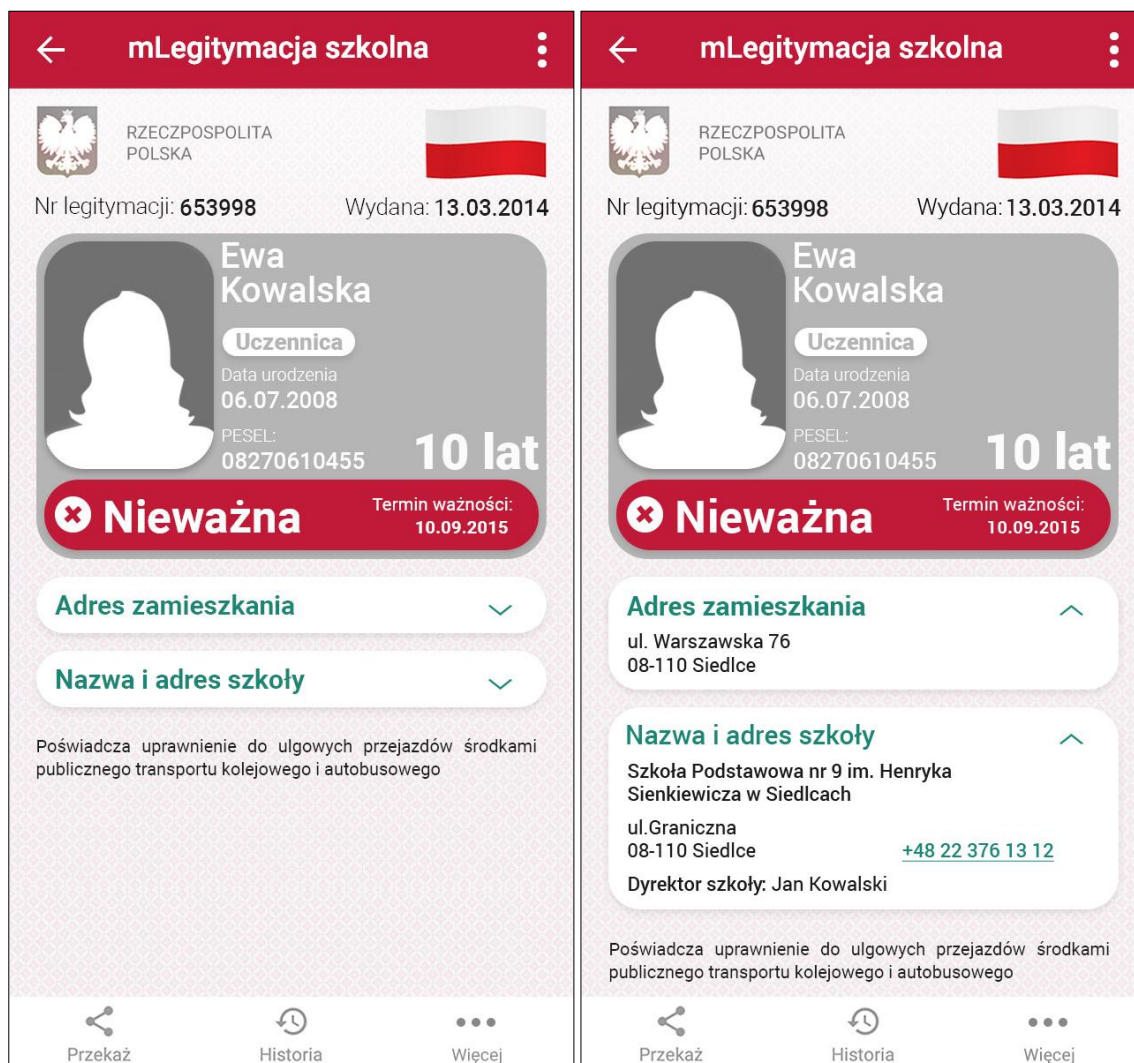 mLegitymacja szkolna
RZECZPOSPOLITA
POLSKA
Nr legitymacji: 653998 Wydana: 13.03.2014
Ewa
Kowalska
Uczennica
Data urodzenia
06.07.2008
PESEL:
08270610455
10 lat
Nieważna
Termin ważności:
10.09.2015
Adres zamieszkania
Nazwa i adres szkoły
Poświadcza uprawnienie do ulgowych przejazdów środkami
publicznego transportu kolejowego i autobusowego
Przekaż Historia Więcej
mLegitymacja szkolna
RZECZPOSPOLITA
POLSKA
Nr legitymacji: 653998 Wydana: 13.03.2014
Ewa
Kowalska
Uczennica
Data urodzenia
06.07.2008
PESEL:
08270610455
10 lat
Nieważna
Termin ważności:
10.09.2015
Adres zamieszkania
ul. Warszawska 76
08-110 Siedlce
Nazwa i adres szkoły
Szkoła Podstawowa nr 9 im. Henryka
Sienkiewicza w Siedlcach
ul.Graniczna
08-110 Siedlce +48 22 376 13 12
Dyrektor szkoły: Jan Kowalski
Poświadcza uprawnienie do ulgowych przejazdów środkami
publicznego transportu kolejowego i autobusowego
Przekaż Historia Więcej